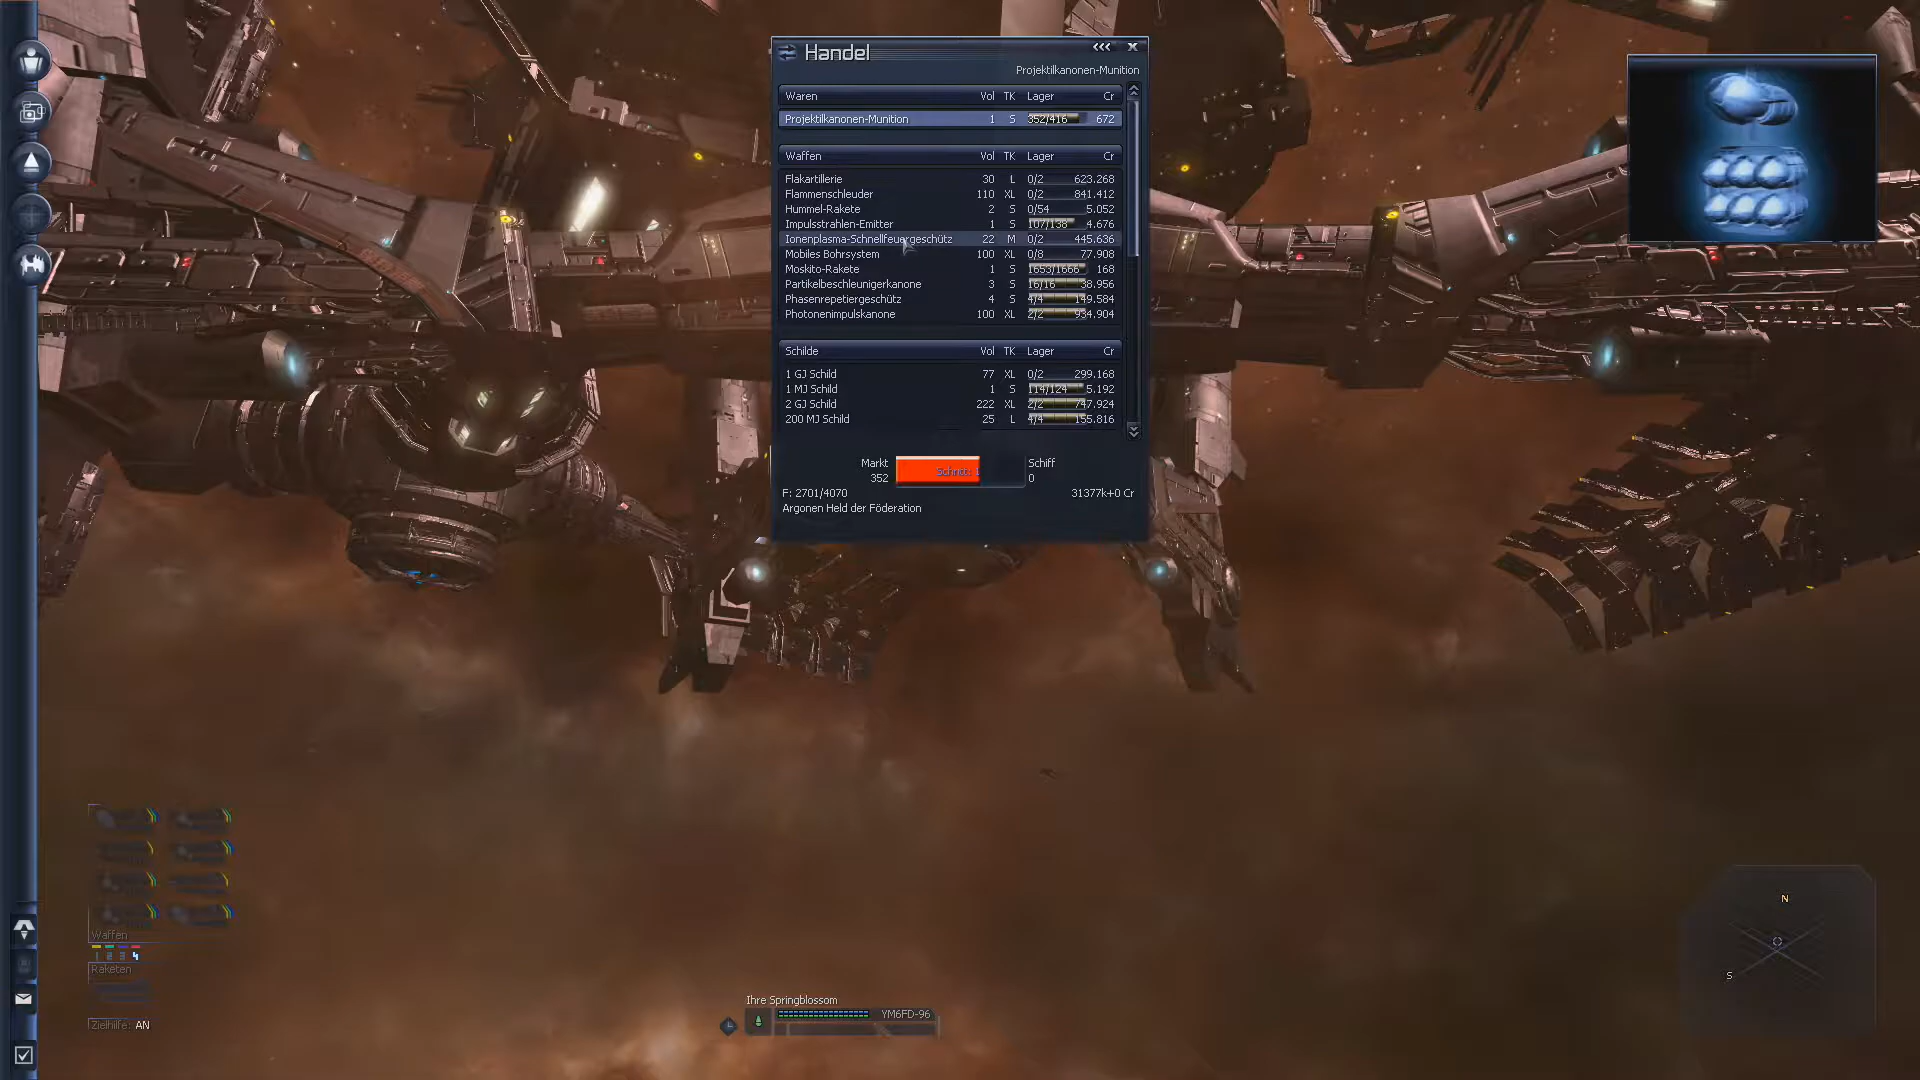 Handel
Projektilkanonen-Munition
Waren Vol TK Lager Cr
Projektilkanonen-Munition 1 S 352/416 672
Waffen Vol TK Lager Cr
Flakartillerie 30 L 0/2 623.268
Flammenschleuder 110 XL 0/2 841.412
Hummel-Rakete 2 S 0/54 5.052
Impulsstrahlen-Emitter 1 S 107/138 4.676
Ionenplasma-Schnellfeuergeschütz 22 M 0/2 445.636
Mobiles Bohrsystem 100 XL 0/8 77.908
Moskito-Rakete 1 S 1653/1666 168
Partikelbeschleunigerkanone 3 S 16/16 38.956
Phasenrepetiergeschütz 4 S 4/4 149.584
Photonenimpulskanone 100 XL 2/2 934.904
Schilde Vol TK Lager Cr
1 GJ Schild 77 XL 0/2 299.168
1 MJ Schild 1 S 114/124 5.192
2 GJ Schild 222 XL 2/2 747.924
200 MJ Schild 25 L 4/4 155.816
Markt Schiff
352 Schritt: 1 0
F: 2701/4070 31377k+0 Cr
Argonen Held der Föderation
N
S
Waffen
1 2 3 4
Raketen
Zielhilfe: AN
Ihre Springblossom
YM6FD-96